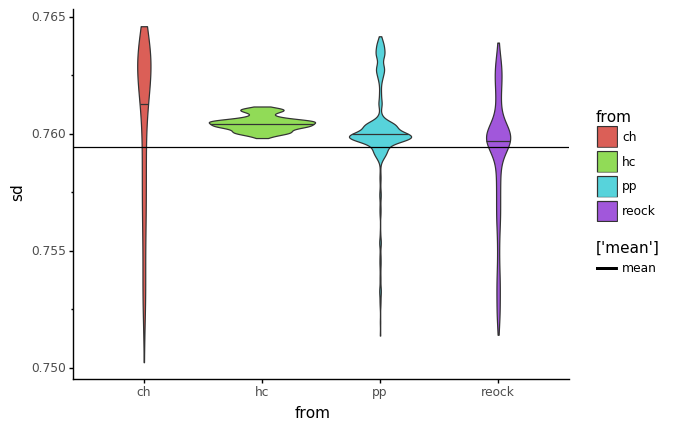 0.765
0.760
0.755
0.750
sd
ch
hc
pp
reock
from
from
ch
hc
pp
reock
['mean']
mean